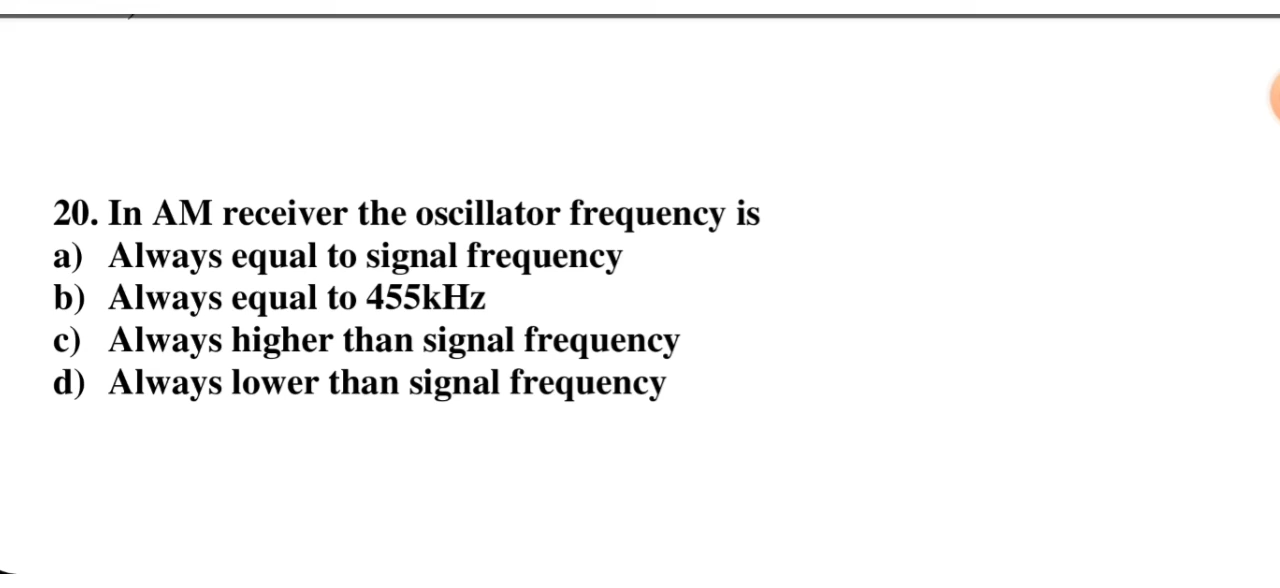 20. In AM receiver the oscillator frequency is
a) Always equal to signal frequency
b) Always equal to 455kHz
c) Always higher than signal frequency
d) Always lower than signal frequency